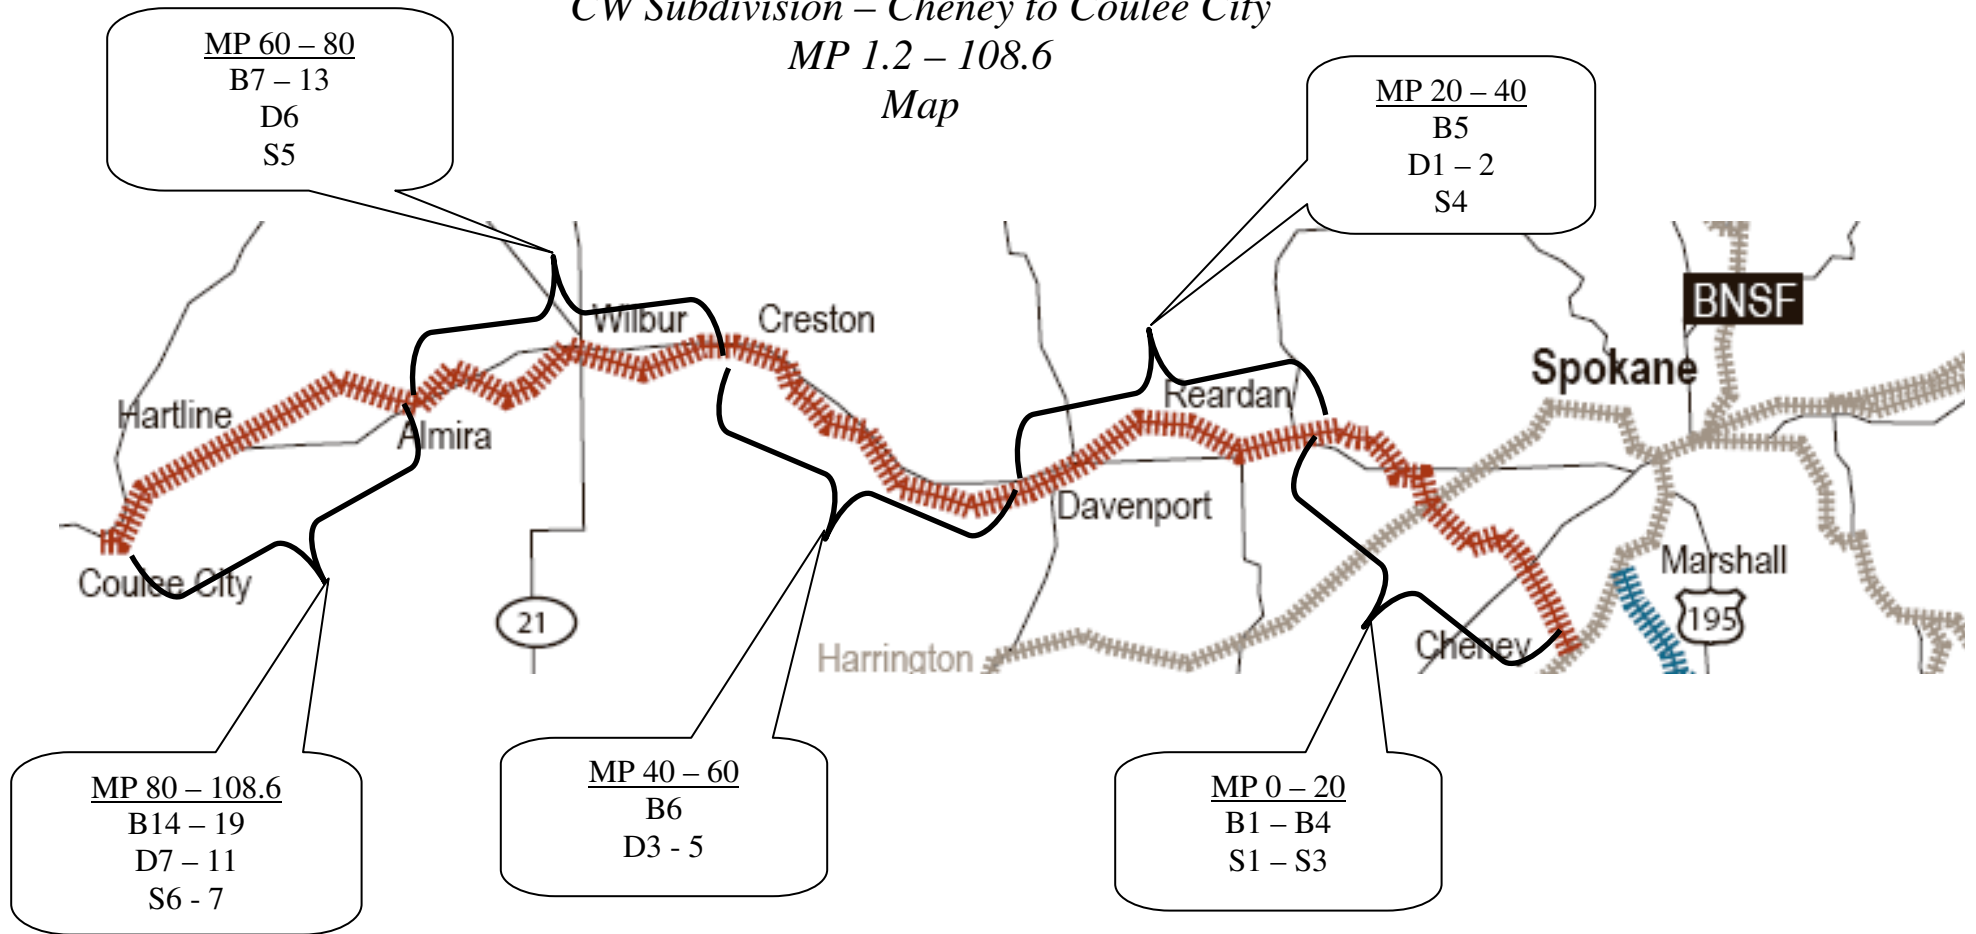 CW Subdivision – Cheney to Coulee City
MP 1.2 – 108.6
Map
MP 60 – 80
B7 – 13
D6
S5
MP 20 – 40
B5
D1 – 2
S4
BNSF
Wilbur
Creston
Spokane
Reardan
Hartline
Almira
Davenport
Coulee City
Marshall
21
195
Harrington
Cheney
MP 80 – 108.6
B14 – 19
D7 – 11
S6 - 7
MP 40 – 60
B6
D3 - 5
MP 0 – 20
B1 – B4
S1 – S3